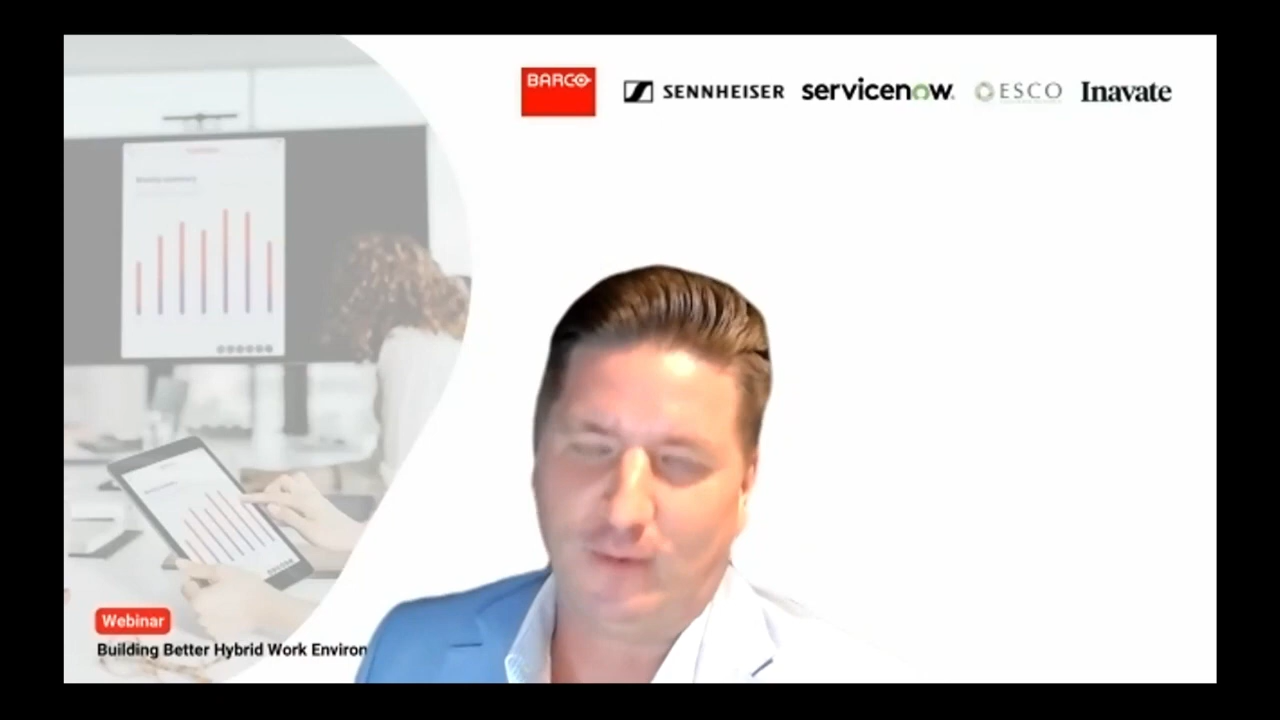 BARCO
SENNHEISER
servicenow
ESCO
Inavate
Webinar
Building Better Hybrid Work Environ